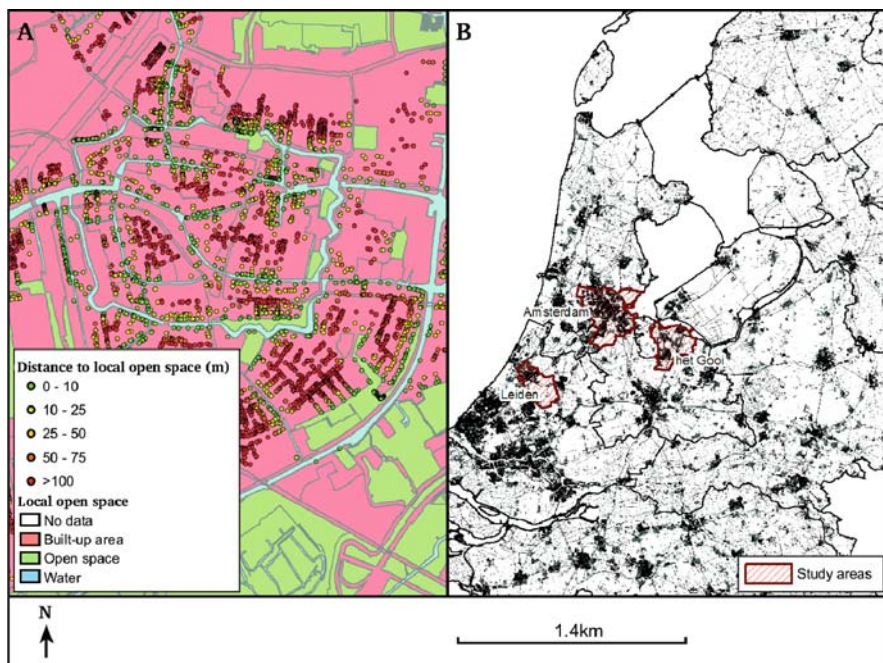 A
Distance to local open space (m)
0 - 10
10 - 25
25 - 50
50 - 75
>100
Local open space
No data
Built-up area
Open space
Water
B
Amsterdam
het Gooi
Leiden
Study areas
N
1.4km